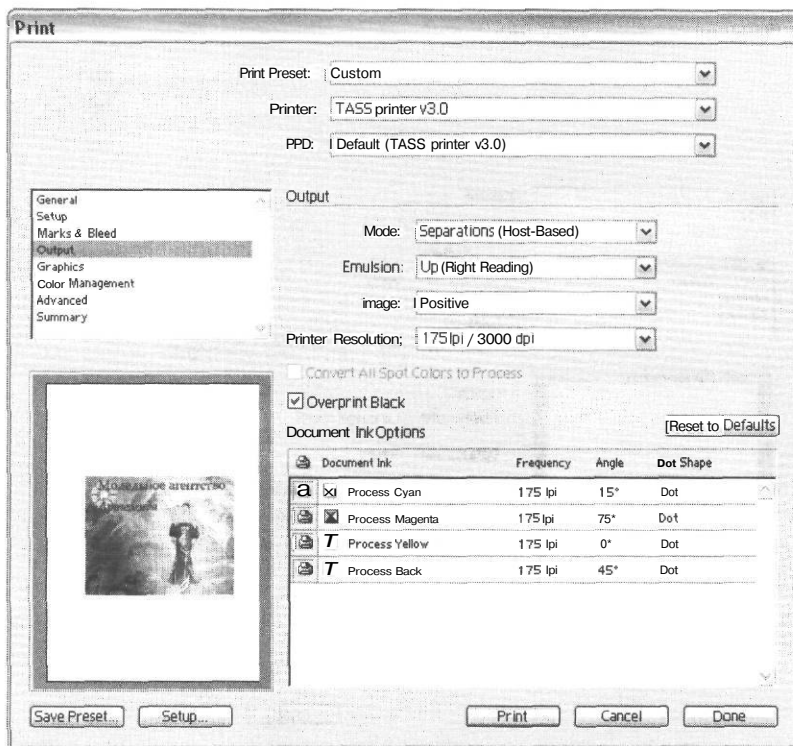 Print
Print Preset: Custom
Printer: TASS printer v3.0
PPD: Default (TASS printer v3.0)
General
Setup
Marks & Bleed
Output
Graphics
Color Management
Advanced
Summary
Output
Mode: Separations (Host-Based)
Emulsion: Up (Right Reading)
image: Positive
Printer Resolution; 175 lpi / 3000 dpi
Convert All Spot Colors to Process
Overprint Black
Document Ink Options
[Reset to Defaults
Document Ink Frequency Angle Dot Shape
a Process Cyan 175 lpi 15° Dot
Process Magenta 175 lpi 75° Dot
T Process Yellow 175 lpi 0° Dot
T Process Back 175 lpi 45° Dot
Модельное агентство
Save Preset... Setup... Print Cancel Done